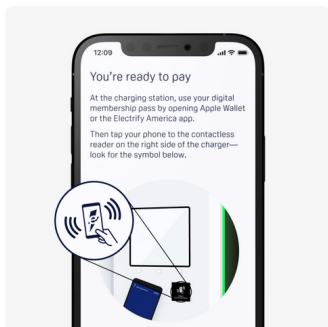 12:09
You're ready to pay
At the charging station, use your digital
membership pass by opening Apple Wallet
or the Electrify America app.
Then tap your phone to the contactless
reader on the right side of the charger—
look for the symbol below.